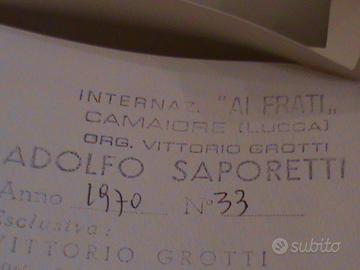 INTERNAZ. "AI FRATI„
CAMAIORE (LUCCA)
ORG. VITTORIO GROTTI
ADOLFO SAPORETTI
Anno 1970 N° 33
Esclusiva:
VITTORIO GROTTI
subito